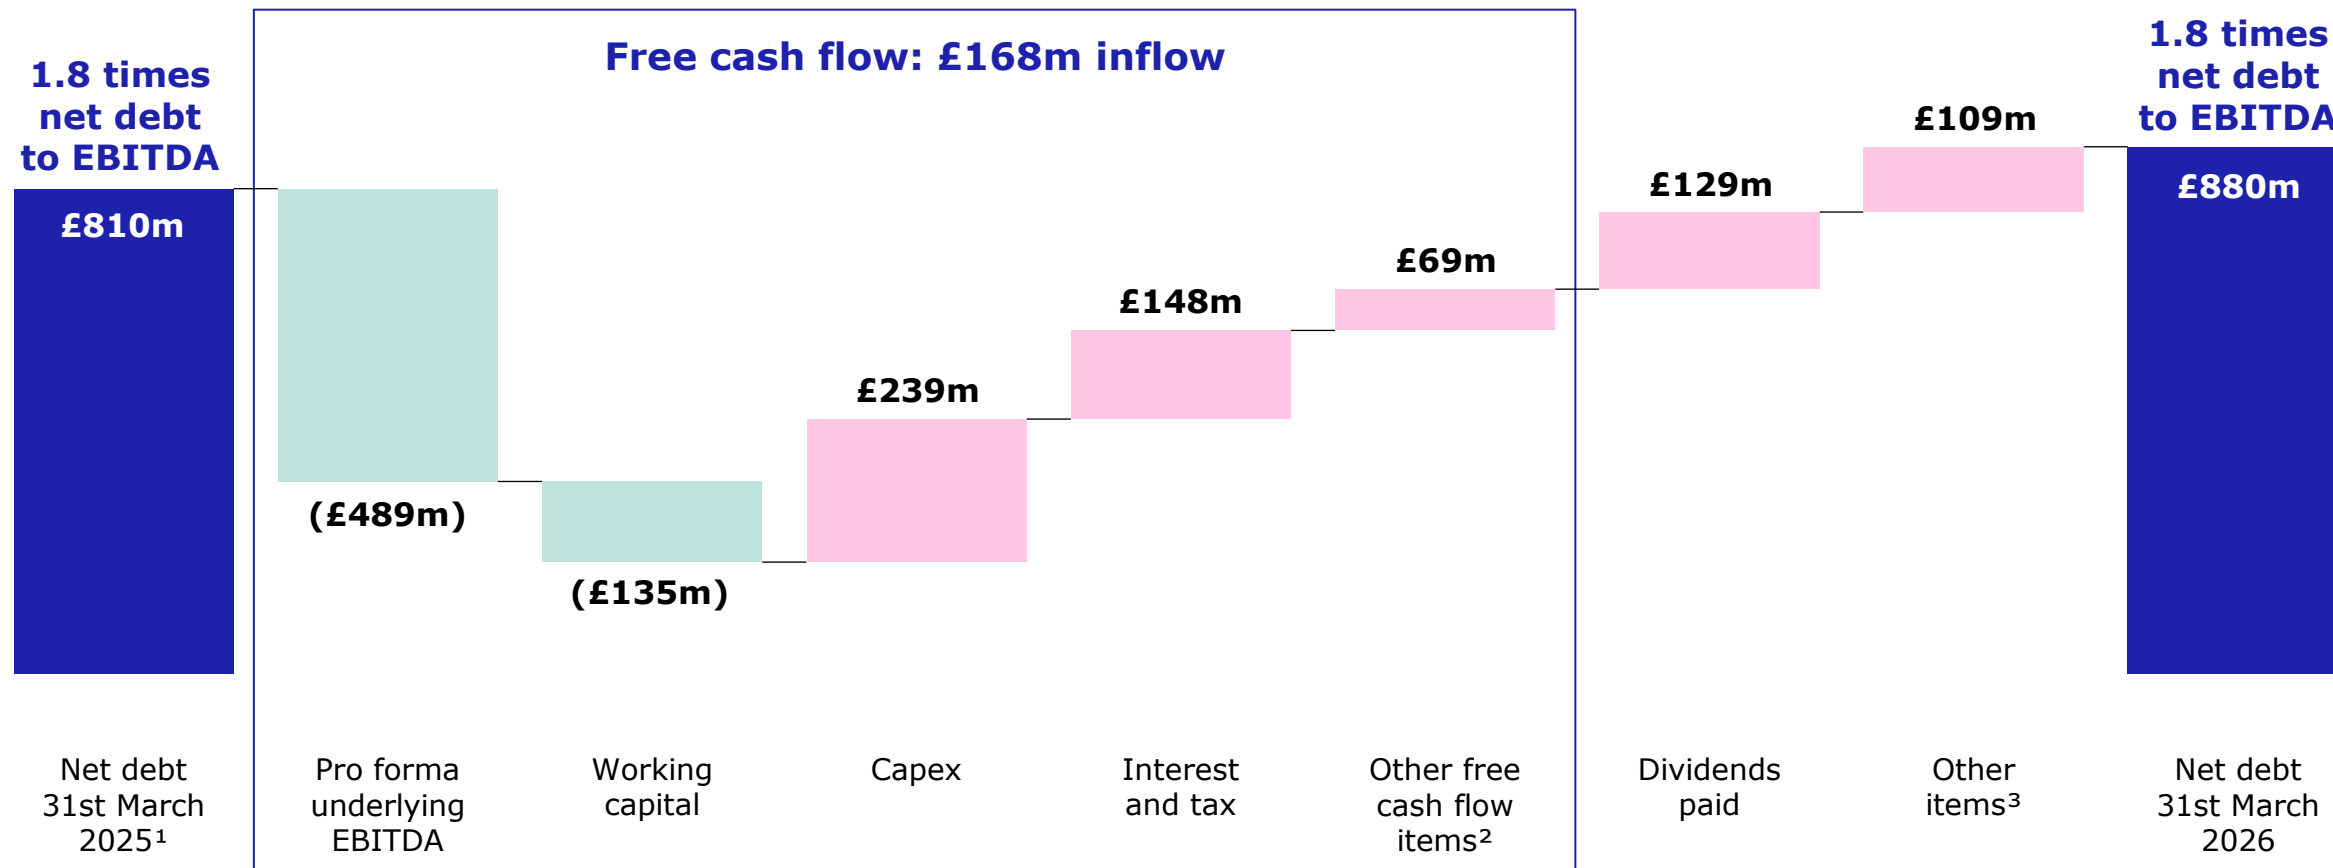 Free cash flow: £168m inflow
1.8 times
net debt
to EBITDA
£810m
(£489m)
(£135m)
£239m
£148m
£69m
£129m
£109m
1.8 times
net debt
to EBITDA
£880m
Net debt
31st March
2025¹
Pro forma
underlying
EBITDA
Working
capital
Capex
Interest
and tax
Other free
cash flow
items²
Dividends
paid
Other
items³
Net debt
31st March
2026